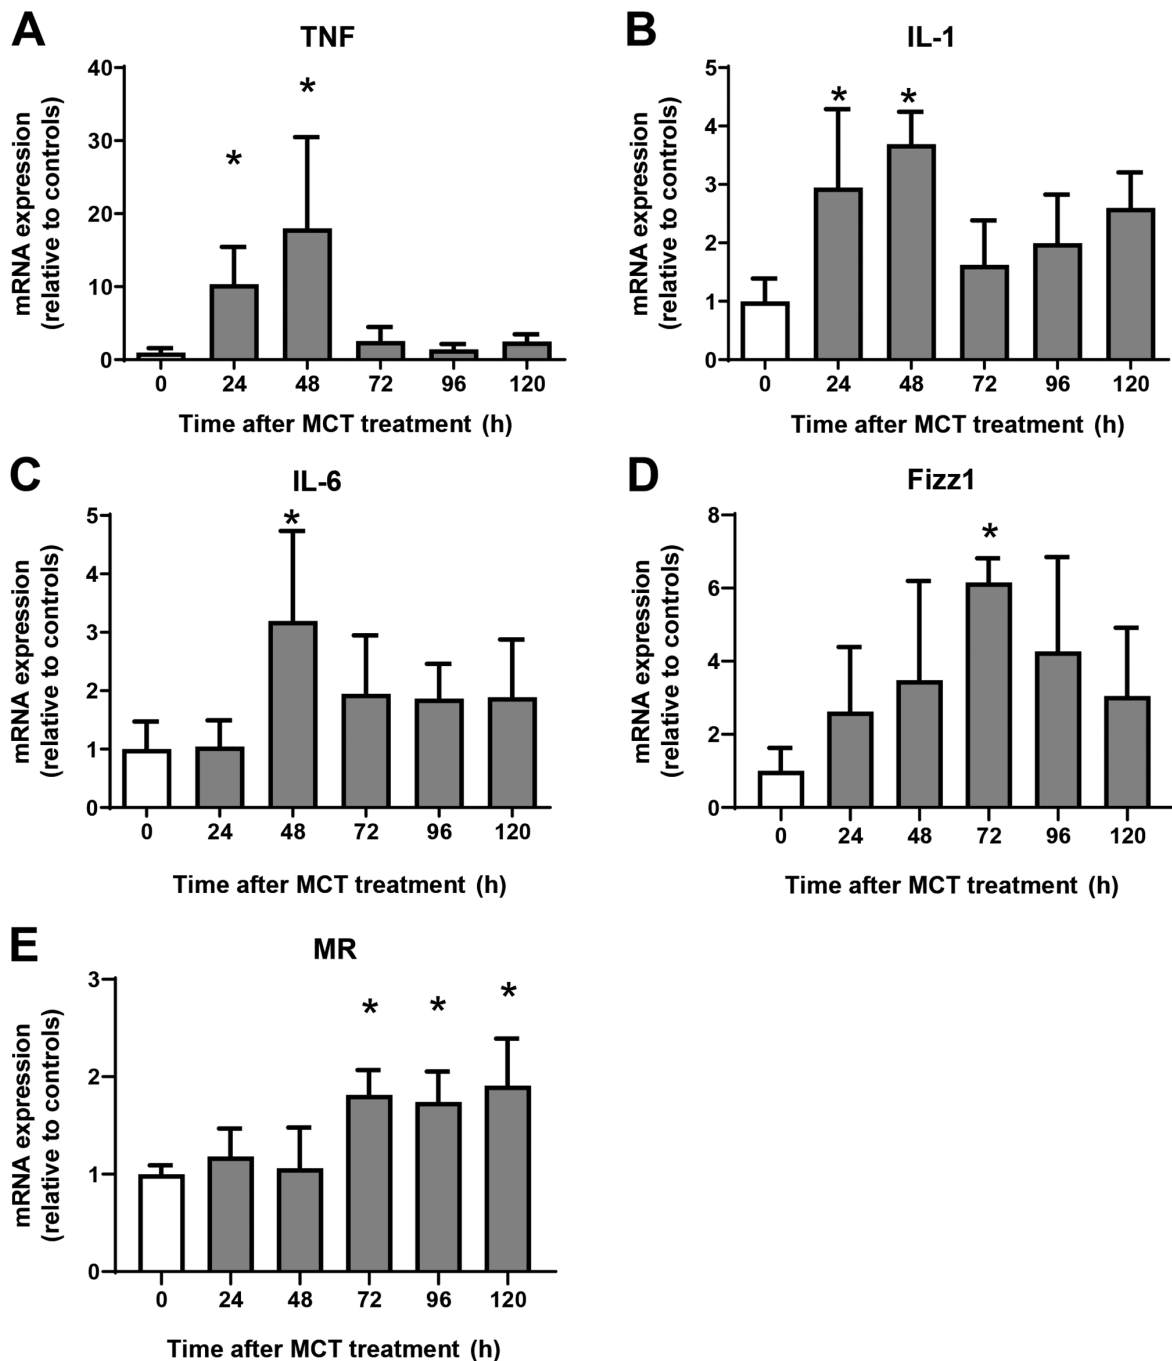 A
TNF
mRNA expression
(relative to controls)
40
30
20
10
0
*
*
0 24 48 72 96 120
Time after MCT treatment (h)
B
IL-1
mRNA expression
(relative to controls)
5
4
3
2
1
0
* *
0 24 48 72 96 120
Time after MCT treatment (h)
C
IL-6
mRNA expression
(relative to controls)
5
4
3
2
1
0
*
0 24 48 72 96 120
Time after MCT treatment (h)
D
Fizz1
mRNA expression
(relative to controls)
8
6
4
2
0
*
0 24 48 72 96 120
Time after MCT treatment (h)
E
MR
mRNA expression
(relative to controls)
3
2
1
0
* * *
0 24 48 72 96 120
Time after MCT treatment (h)